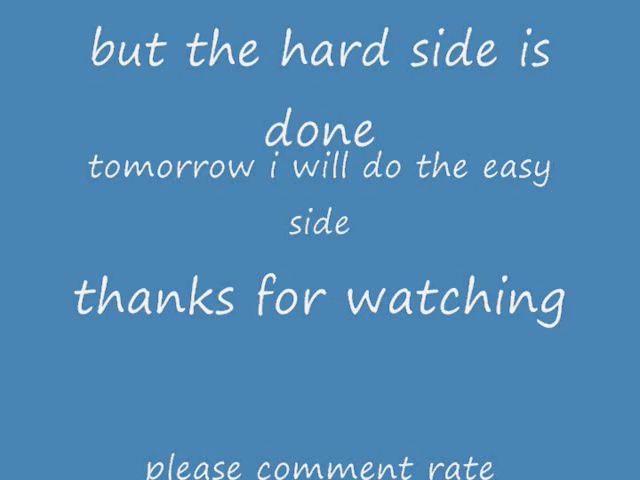 but the hard side is
done
tomorrow i will do the easy
side
thanks for watching
please comment rate